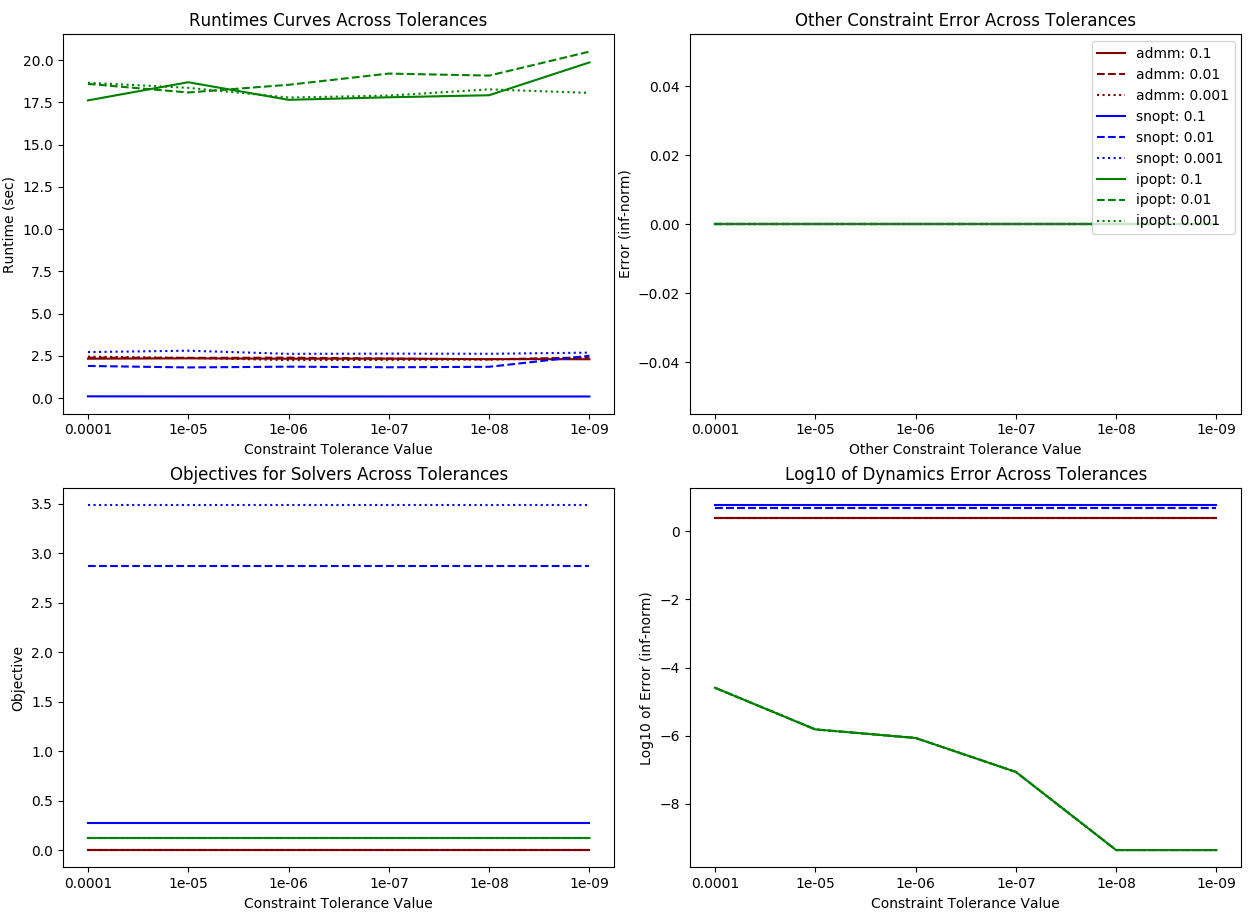 Runtimes Curves Across Tolerances
Runtime (sec)
20.0
17.5
15.0
12.5
10.0
7.5
5.0
2.5
0.0
0.0001 1e-05 1e-06 1e-07 1e-08 1e-09
Constraint Tolerance Value
Other Constraint Error Across Tolerances
Error (inf-norm)
0.04
0.02
0.00
−0.02
−0.04
admm: 0.1
admm: 0.01
admm: 0.001
snopt: 0.1
snopt: 0.01
snopt: 0.001
ipopt: 0.1
ipopt: 0.01
ipopt: 0.001
0.0001 1e-05 1e-06 1e-07 1e-08 1e-09
Other Constraint Tolerance Value
Objectives for Solvers Across Tolerances
Objective
3.5
3.0
2.5
2.0
1.5
1.0
0.5
0.0
0.0001 1e-05 1e-06 1e-07 1e-08 1e-09
Constraint Tolerance Value
Log10 of Dynamics Error Across Tolerances
Log10 of Error (inf-norm)
0
−2
−4
−6
−8
0.0001 1e-05 1e-06 1e-07 1e-08 1e-09
Constraint Tolerance Value